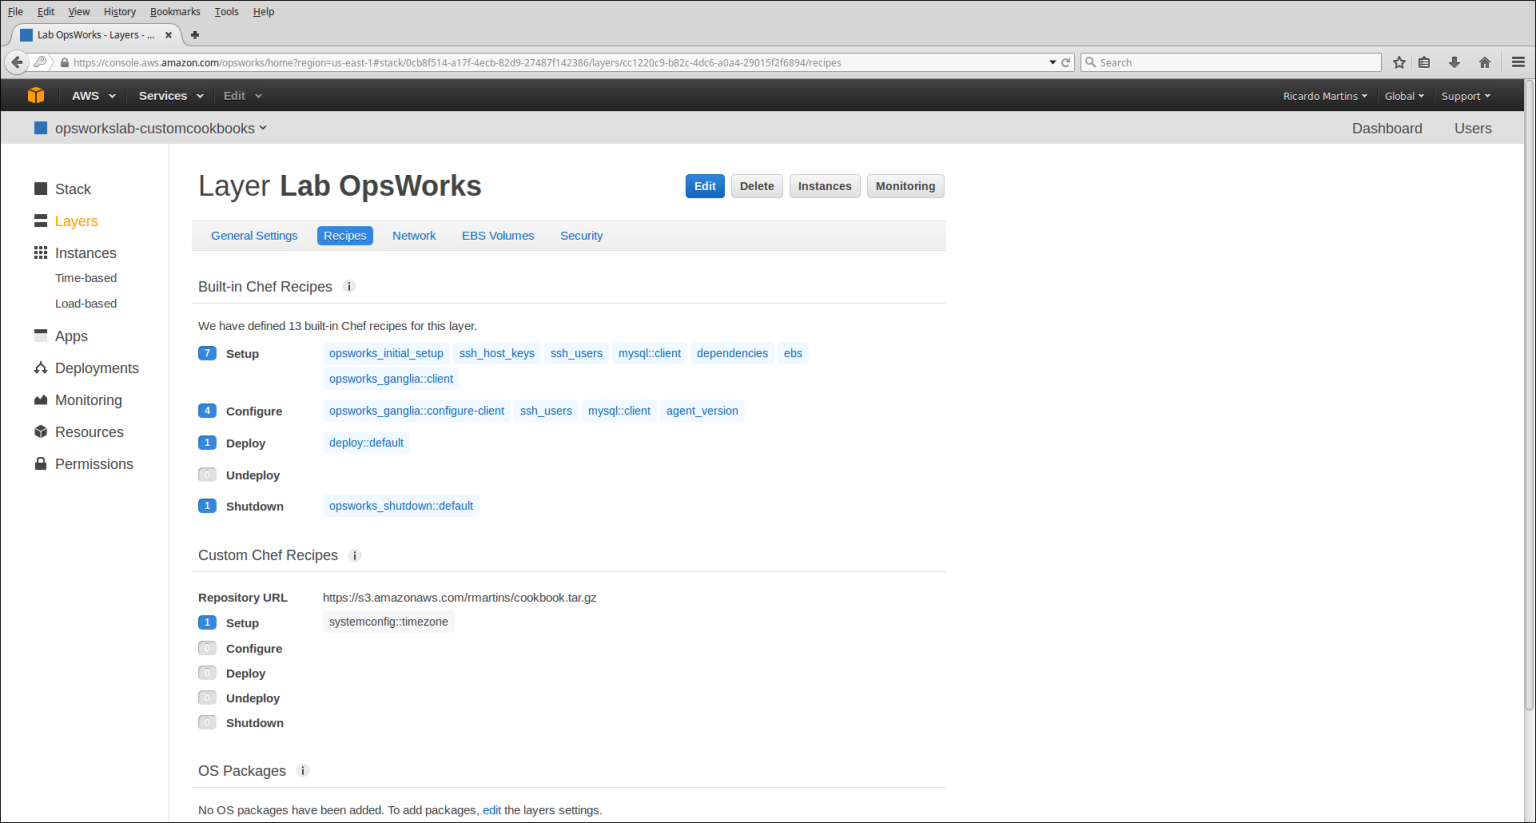 File Edit View History Bookmarks Tools Help
Lab OpsWorks - Layers - ...
https://console.aws.amazon.com/opsworks/home?region=us-east-1#stack/0cb8f514-a17f-4ecb-82d9-27487f142386/layers/cc1220c9-b82c-4dc6-a0a4-29015f2f6894/recipes Search
AWS Services Edit Ricardo Martins Global Support
opsworkslab-customcookbooks Dashboard Users
Stack
Layers
Instances
Time-based
Load-based
Apps
Deployments
Monitoring
Resources
Permissions
Layer Lab OpsWorks Edit Delete Instances Monitoring
General Settings Recipes Network EBS Volumes Security
Built-in Chef Recipes i
We have defined 13 built-in Chef recipes for this layer.
7 Setup opsworks_initial_setup ssh_host_keys ssh_users mysql::client dependencies ebs
opsworks_ganglia::client
4 Configure opsworks_ganglia::configure-client ssh_users mysql::client agent_version
1 Deploy deploy::default
0 Undeploy
1 Shutdown opsworks_shutdown::default
Custom Chef Recipes i
Repository URL https://s3.amazonaws.com/rmartins/cookbook.tar.gz
1 Setup systemconfig::timezone
0 Configure
0 Deploy
0 Undeploy
0 Shutdown
OS Packages i
No OS packages have been added. To add packages, edit the layers settings.